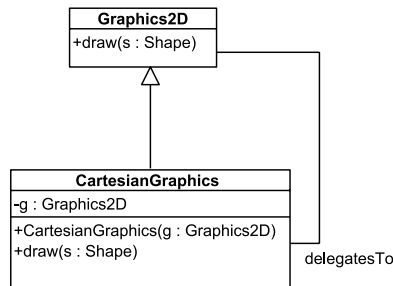 Graphics2D
+draw(s : Shape)
CartesianGraphics
-g : Graphics2D
+CartesianGraphics(g : Graphics2D)
+draw(s : Shape)
delegatesTo